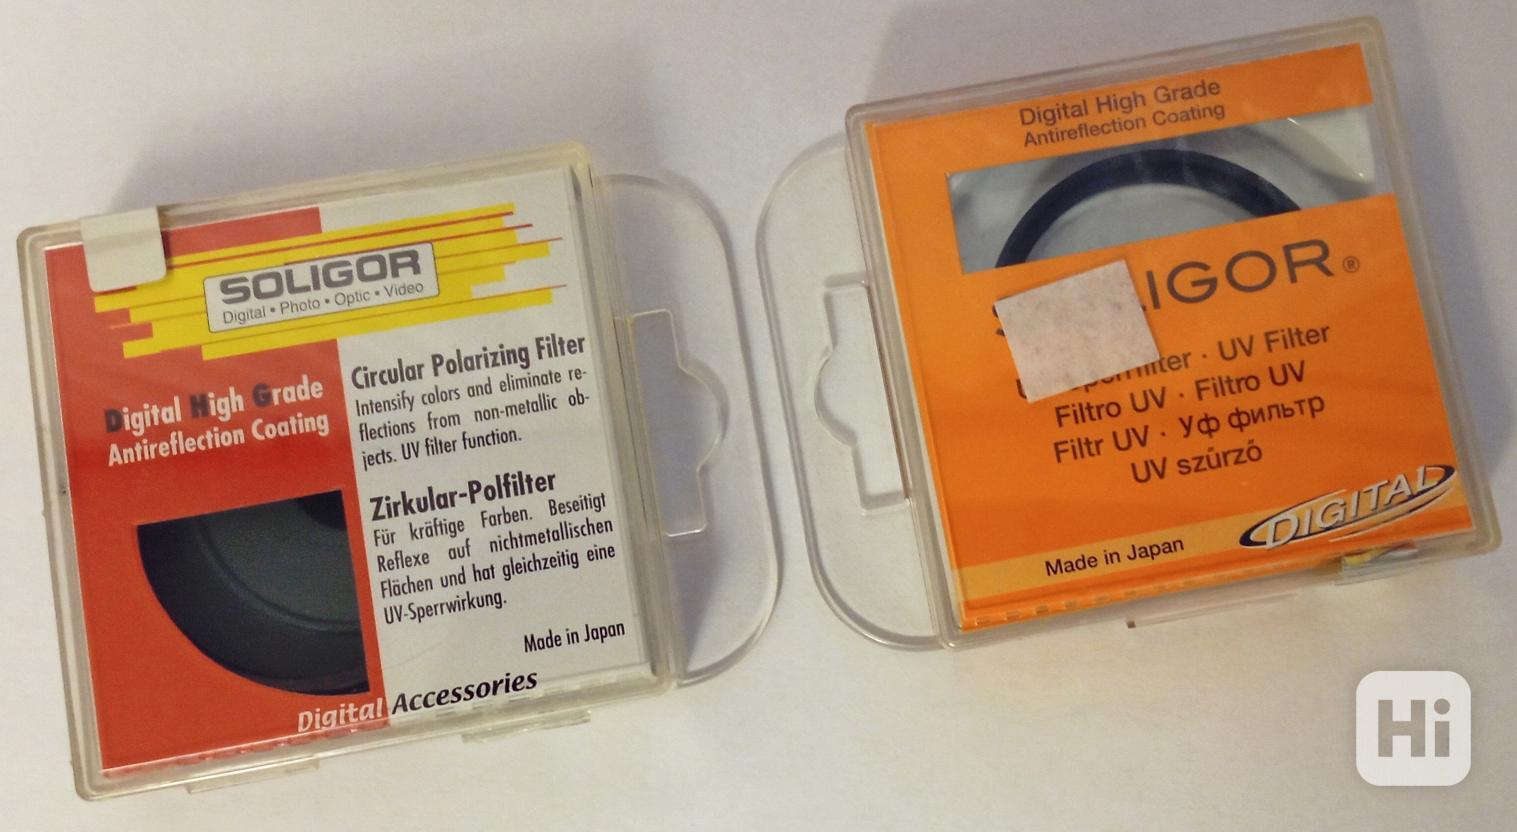 SOLIGOR
Digital • Photo • Optic • Video
Digital High Grade
Antireflection Coating
Circular Polarizing Filter
Intensify colors and eliminate re-
flections from non-metallic ob-
jects. UV filter function.
Zirkular-Polfilter
Für kräftige Farben. Beseitigt
Reflexe auf nichtmetallischen
Flächen und hat gleichzeitig eine
UV-Sperrwirkung.
Made in Japan
Digital Accessories
Digital High Grade
Antireflection Coating
LIGOR®
· UV Filter
Filtro UV · Filtro UV
Filtr UV · Уф фильтр
UV szűrző
DIGITAL
Made in Japan
Hi